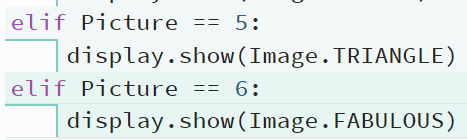 elif Picture == 5:
display.show(Image.TRIANGLE)
elif Picture == 6:
display.show(Image.FABULOUS)